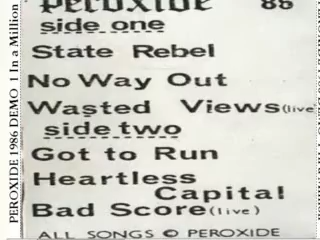 PEROXIDE 1986 DEMO 1 In a Million
Peroxide 86
side one
State Rebel
No Way Out
Wasted Views (live)
side two
Got to Run
Heartless
Capital
Bad Score (live)
ALL SONGS © PEROXIDE